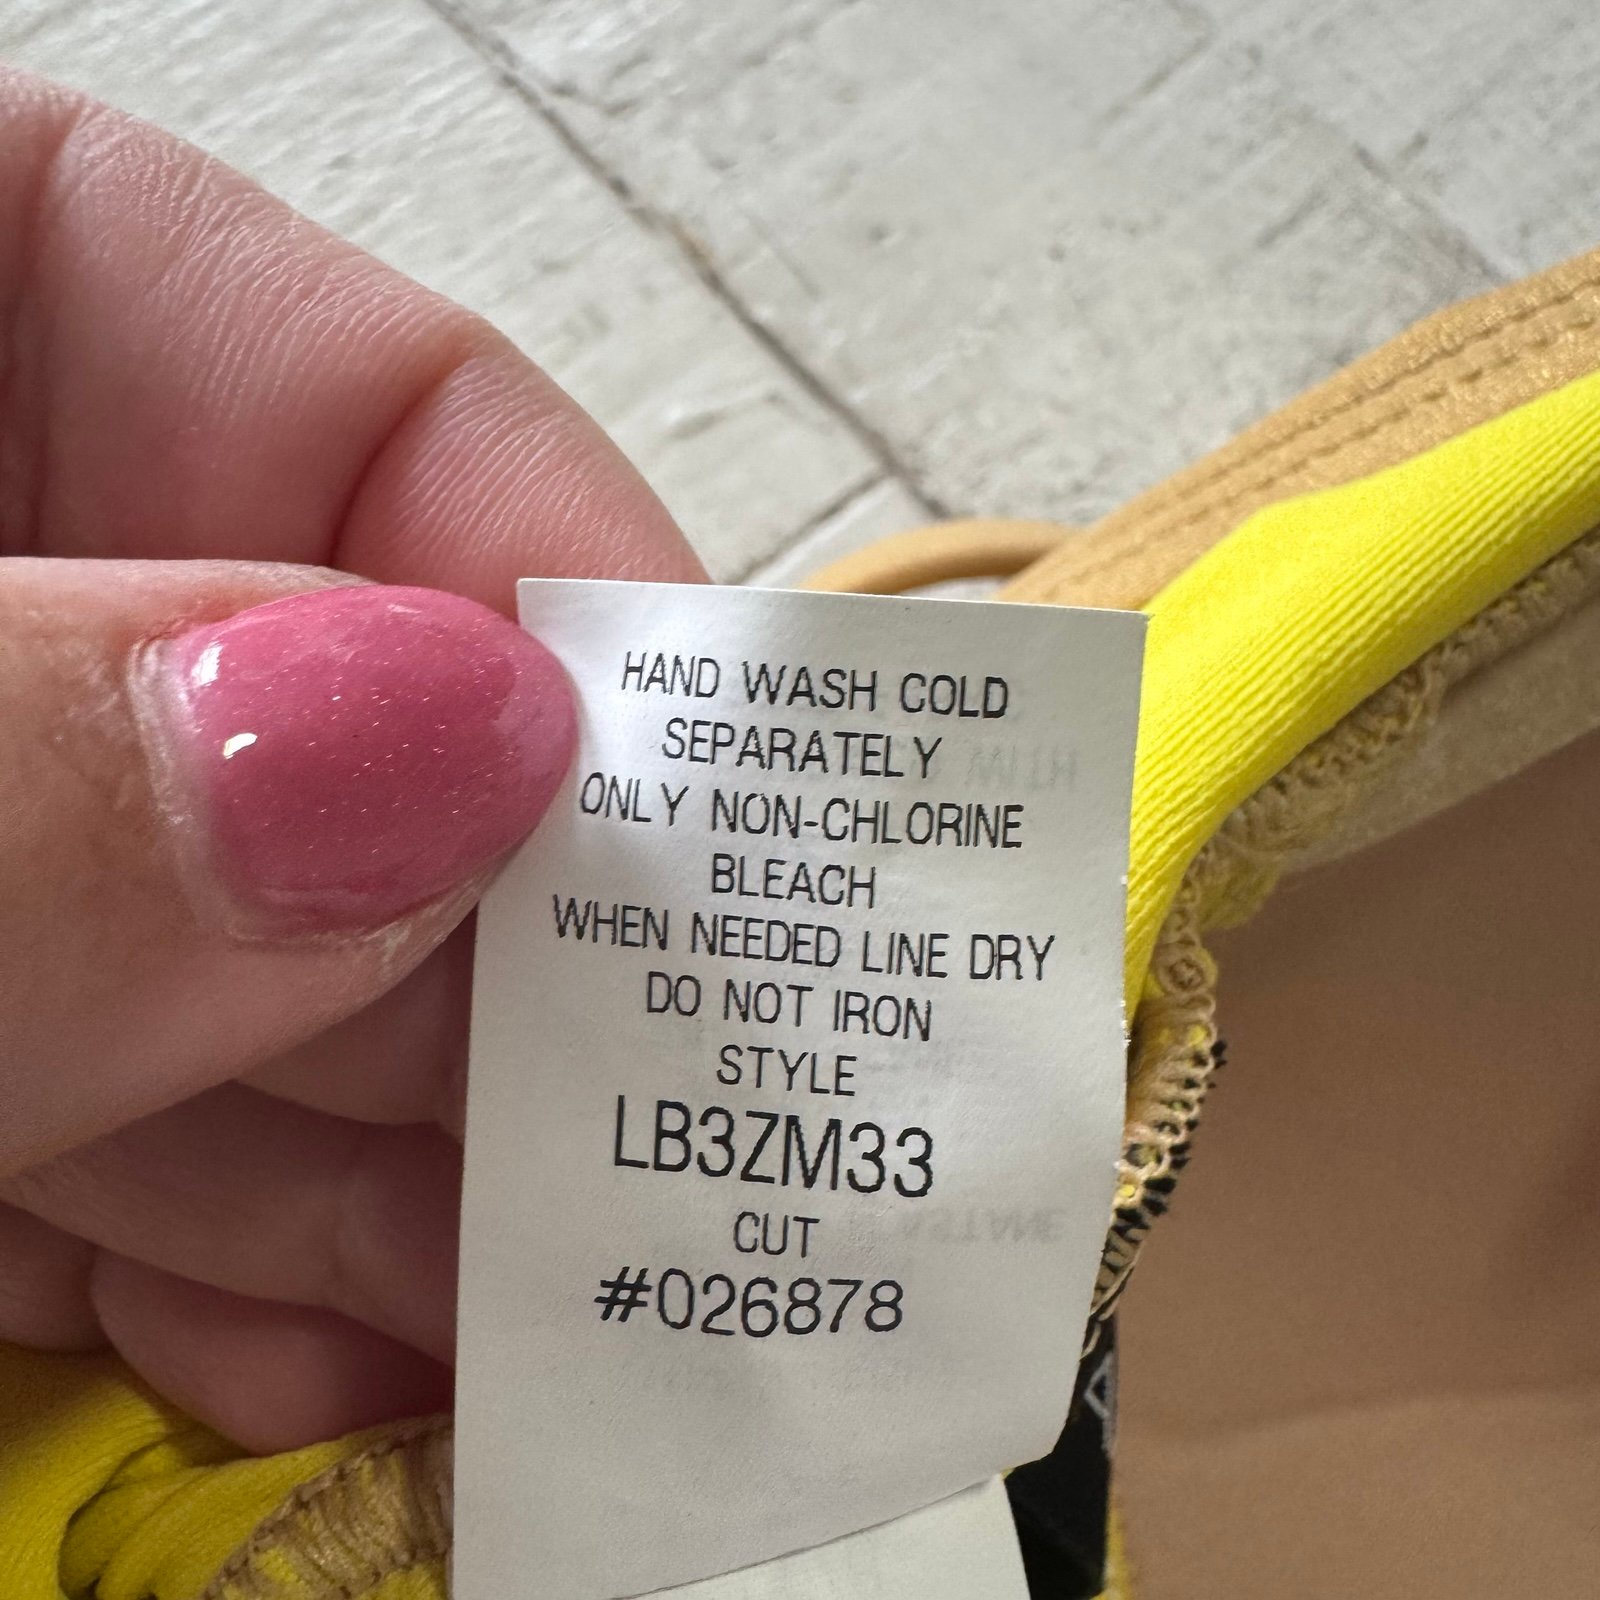 HAND WASH COLD
SEPARATELY
ONLY NON-CHLORINE
BLEACH
WHEN NEEDED LINE DRY
DO NOT IRON
STYLE
LB3ZM33
CUT
#026878